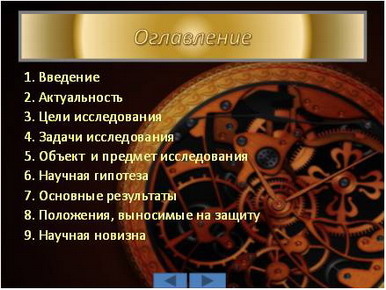 Оглавление
1. Введение
2. Актуальность
3. Цели исследования
4. Задачи исследования
5. Объект и предмет исследования
6. Научная гипотеза
7. Основные результаты
8. Положения, выносимые на защиту
9. Научная новизна